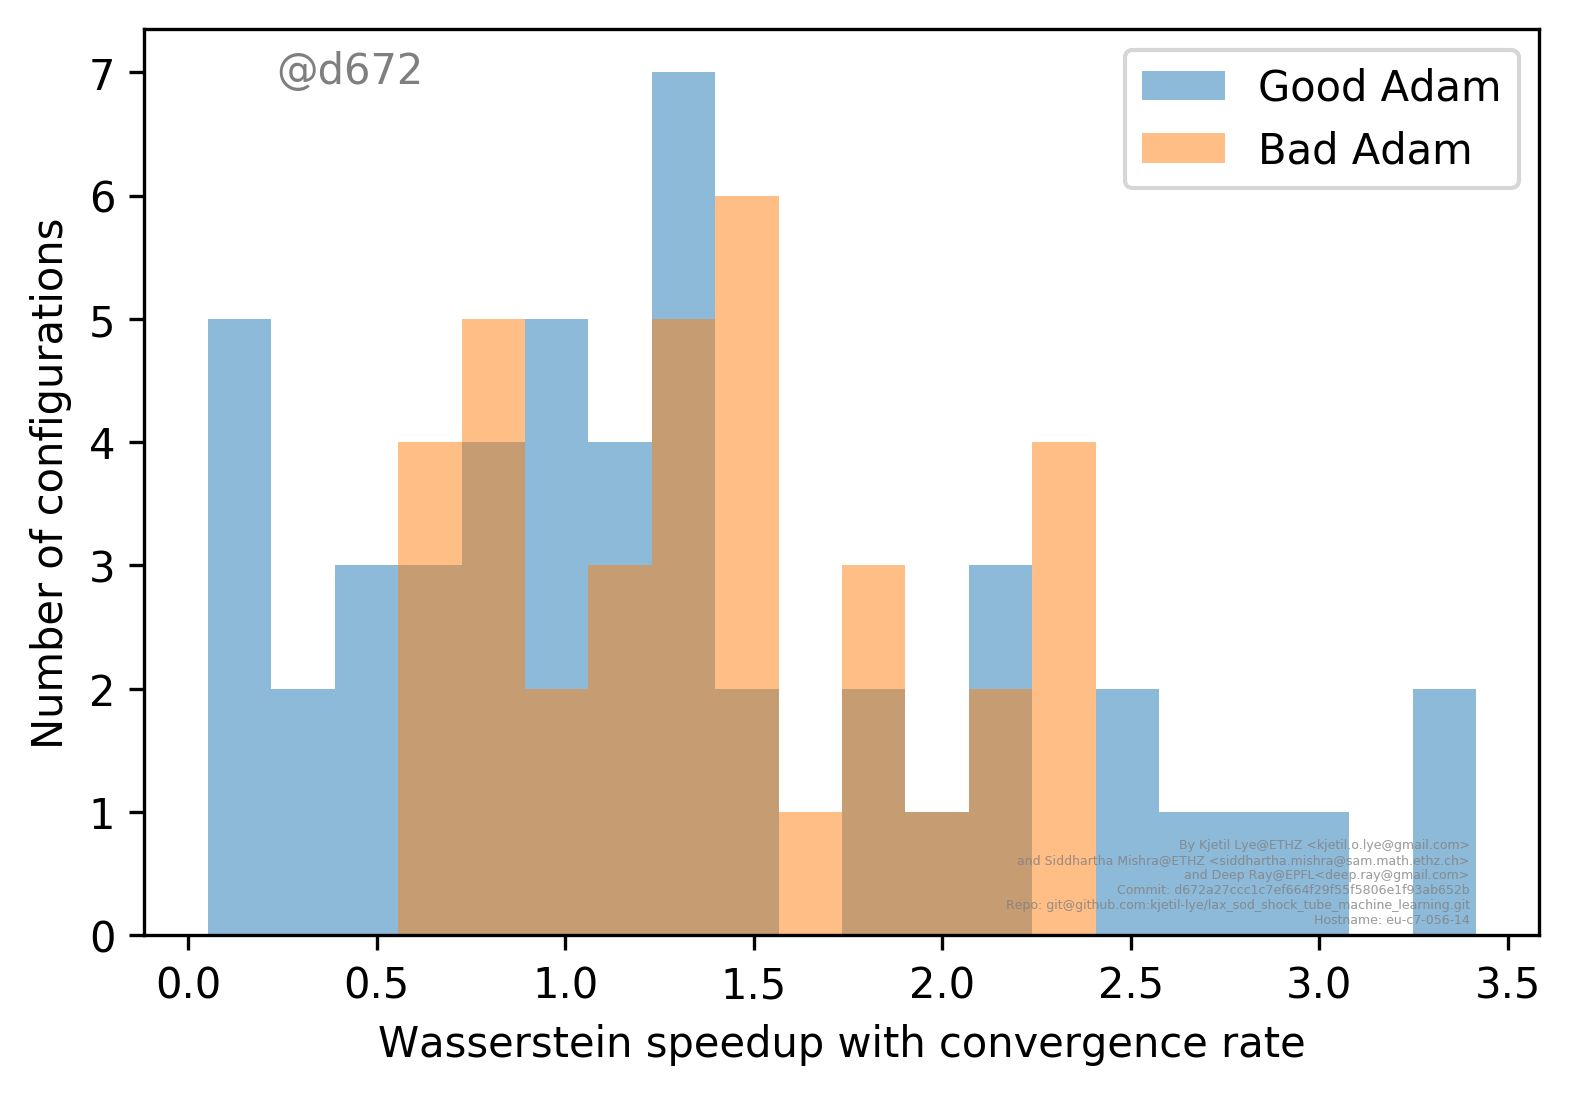 @d672
Good Adam
Bad Adam
7
6
5
4
3
2
1
0
Number of configurations
0.0 0.5 1.0 1.5 2.0 2.5 3.0 3.5
Wasserstein speedup with convergence rate
By Kjetil Lye@ETHZ <kjetil.o.lye@gmail.com>
and Siddhartha Mishra@ETHZ <siddhartha.mishra@sam.math.ethz.ch>
and Deep Ray@EPFL<deep.ray@gmail.com>
Commit: d672a27ccc1c7ef664f29f55f5806e1f93ab652b
Repo: git@github.com:kjetil-lye/lax_sod_shock_tube_machine_learning.git
Hostname: eu-c7-056-14